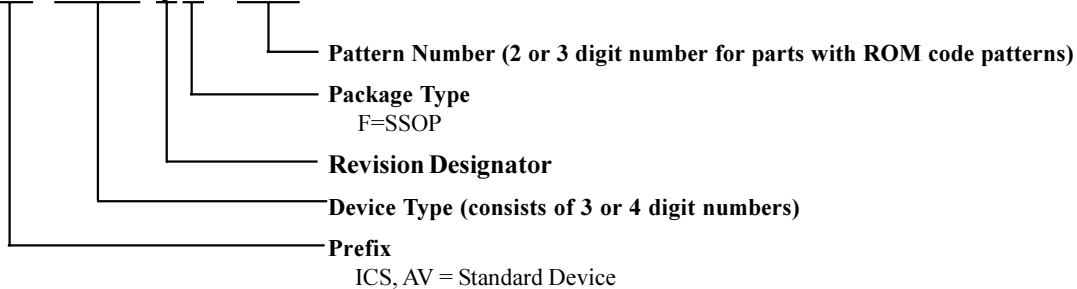 Pattern Number (2 or 3 digit number for parts with ROM code patterns)
Package Type
F=SSOP
Revision Designator
Device Type (consists of 3 or 4 digit numbers)
Prefix
ICS, AV = Standard Device